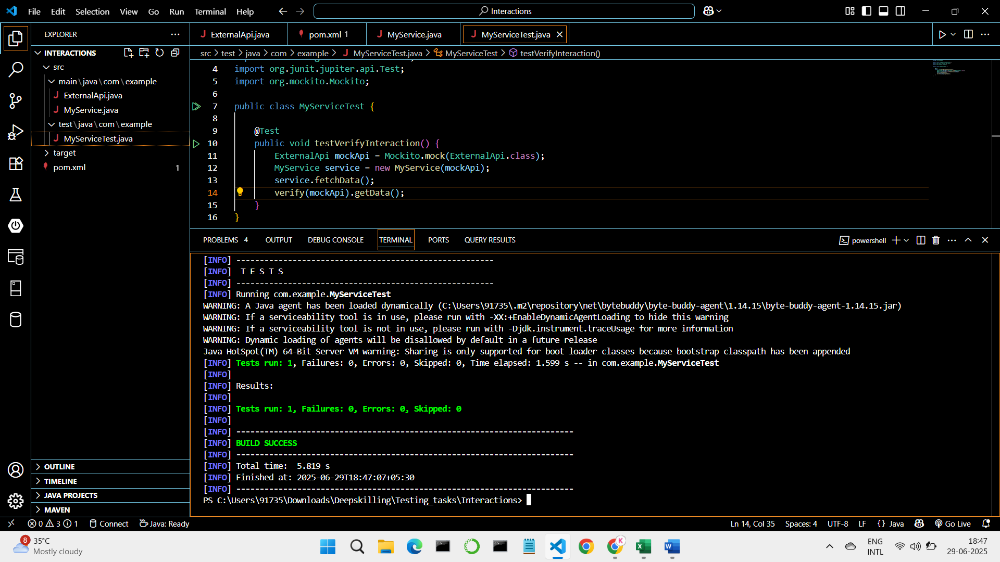 File Edit Selection View Go Run Terminal Help
Interactions
EXPLORER
ExternalApi.java
pom.xml 1
MyService.java
MyServiceTest.java
INTERACTIONS
src
main\java\com\example
ExternalApi.java
MyService.java
test\java\com\example
MyServiceTest.java
target
pom.xml 1
OUTLINE
TIMELINE
JAVA PROJECTS
MAVEN
src > test > java > com > example > MyServiceTest.java > MyServiceTest > testVerifyInteraction()
4 import org.junit.jupiter.api.Test;
5 import org.mockito.Mockito;
6
7 public class MyServiceTest {
8
9 @Test
10 public void testVerifyInteraction() {
11 ExternalApi mockApi = Mockito.mock(ExternalApi.class);
12 MyService service = new MyService(mockApi);
13 service.fetchData();
14 verify(mockApi).getData();
15 }
16 }
PROBLEMS 4 OUTPUT DEBUG CONSOLE TERMINAL PORTS QUERY RESULTS
powershell
[INFO] -------------------------------------------------------
[INFO] T E S T S
[INFO] -------------------------------------------------------
[INFO] Running com.example.MyServiceTest
WARNING: A Java agent has been loaded dynamically (C:\Users\91735\.m2\repository\net\bytebuddy\byte-buddy-agent\1.14.15\byte-buddy-agent-1.14.15.jar)
WARNING: If a serviceability tool is in use, please run with -XX:+EnableDynamicAgentLoading to hide this warning
WARNING: If a serviceability tool is not in use, please run with -Djdk.instrument.traceUsage for more information
WARNING: Dynamic loading of agents will be disallowed by default in a future release
Java HotSpot(TM) 64-Bit Server VM warning: Sharing is only supported for boot loader classes because bootstrap classpath has been appended
[INFO] Tests run: 1, Failures: 0, Errors: 0, Skipped: 0, Time elapsed: 1.599 s -- in com.example.MyServiceTest
[INFO]
[INFO] Results:
[INFO]
[INFO] Tests run: 1, Failures: 0, Errors: 0, Skipped: 0
[INFO]
[INFO] ------------------------------------------------------------------------
[INFO] BUILD SUCCESS
[INFO] ------------------------------------------------------------------------
[INFO] Total time:  5.819 s
[INFO] Finished at: 2025-06-29T18:47:07+05:30
[INFO] ------------------------------------------------------------------------
PS C:\Users\91735\Downloads\Deepskilling\Testing_tasks\Interactions>
0 3 1 Connect Java: Ready
Ln 14, Col 35 Spaces: 4 UTF-8 LF {} Java Go Live
8
35°C
Mostly cloudy
K
ENG
INTL
18:47
29-06-2025